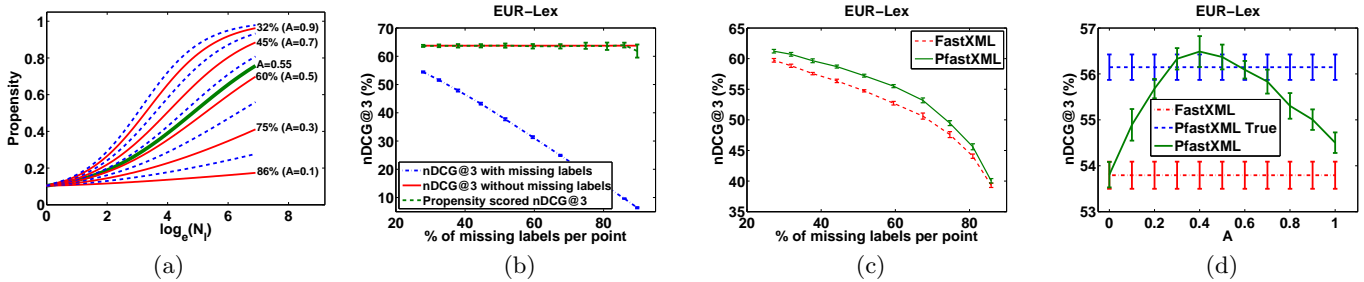 Propensity
1
0.8
0.6
0.4
0.2
0
0
2
4
6
8
log_e(N_l)
32% (A=0.9)
45% (A=0.7)
A=0.55
60% (A=0.5)
75% (A=0.3)
86% (A=0.1)
(a)
EUR-Lex
nDCG@3 (%)
80
70
60
50
40
30
20
10
0
20
40
60
80
% of missing labels per point
nDCG@3 with missing labels
nDCG@3 without missing labels
Propensity scored nDCG@3
(b)
EUR-Lex
nDCG@3 (%)
65
60
55
50
45
40
35
20
40
60
80
% of missing labels per point
FastXML
PfastXML
(c)
EUR-Lex
nDCG@3 (%)
57
56
55
54
53
0
0.2
0.4
0.6
0.8
1
A
FastXML
PfastXML True
PfastXML
(d)